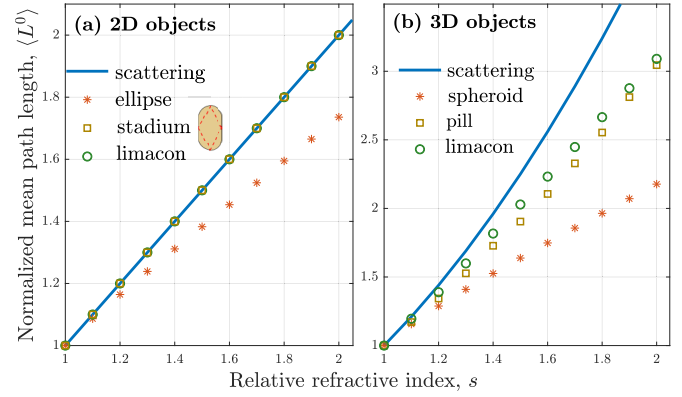 (a) 2D objects
scattering
ellipse
stadium
limacon
Normalized mean path length, ⟨L⁰⟩
2
1.8
1.6
1.4
1.2
1
1
1.2
1.4
1.6
1.8
2
(b) 3D objects
scattering
spheroid
pill
limacon
3
2.5
2
1.5
1
1
1.2
1.4
1.6
1.8
2
Relative refractive index, s